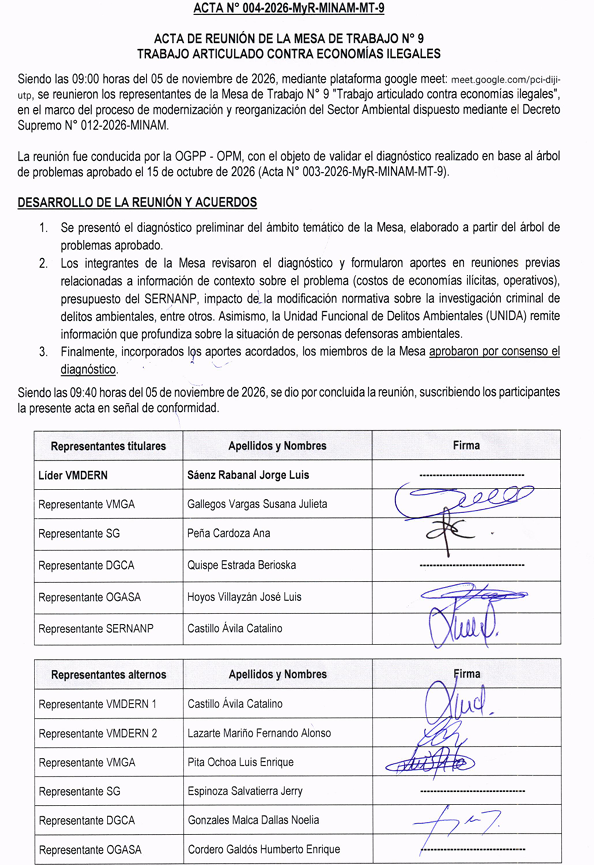 ACTA N° 004-2026-MyR-MINAM-MT-9
ACTA DE REUNIÓN DE LA MESA DE TRABAJO N° 9
TRABAJO ARTICULADO CONTRA ECONOMÍAS ILEGALES
Siendo las 09:00 horas del 05 de noviembre de 2026, mediante plataforma google meet: meet.google.com/pci-diji-
utp, se reunieron los representantes de la Mesa de Trabajo N° 9 "Trabajo articulado contra economías ilegales",
en el marco del proceso de modernización y reorganización del Sector Ambiental dispuesto mediante el Decreto
Supremo N° 012-2026-MINAM.
La reunión fue conducida por la OGPP - OPM, con el objeto de validar el diagnóstico realizado en base al árbol
de problemas aprobado el 15 de octubre de 2026 (Acta N° 003-2026-MyR-MINAM-MT-9).
DESARROLLO DE LA REUNIÓN Y ACUERDOS
1. Se presentó el diagnóstico preliminar del ámbito temático de la Mesa, elaborado a partir del árbol de
problemas aprobado.
2. Los integrantes de la Mesa revisaron el diagnóstico y formularon aportes en reuniones previas
relacionadas a información de contexto sobre el problema (costos de economías ilícitas, operativos),
presupuesto del SERNANP, impacto de la modificación normativa sobre la investigación criminal de
delitos ambientales, entre otros. Asimismo, la Unidad Funcional de Delitos Ambientales (UNIDA) remite
información que profundiza sobre la situación de personas defensoras ambientales.
3. Finalmente, incorporados los aportes acordados, los miembros de la Mesa aprobaron por consenso el
diagnóstico.
Siendo las 09:40 horas del 05 de noviembre de 2026, se dio por concluida la reunión, suscribiendo los participantes
la presente acta en señal de conformidad.
Representantes titulares Apellidos y Nombres Firma
Líder VMDERN Sáenz Rabanal Jorge Luis ------------------------------
Representante VMGA Gallegos Vargas Susana Julieta
Representante SG Peña Cardoza Ana
Representante DGCA Quispe Estrada Berioska ------------------------------
Representante OGASA Hoyos Villayzán José Luis
Representante SERNANP Castillo Ávila Catalino
Representantes alternos Apellidos y Nombres Firma
Representante VMDERN 1 Castillo Ávila Catalino
Representante VMDERN 2 Lazarte Mariño Fernando Alonso
Representante VMGA Pita Ochoa Luis Enrique
Representante SG Espinoza Salvatierra Jerry ------------------------------
Representante DGCA Gonzales Malca Dallas Noelia
Representante OGASA Cordero Galdós Humberto Enrique ------------------------------